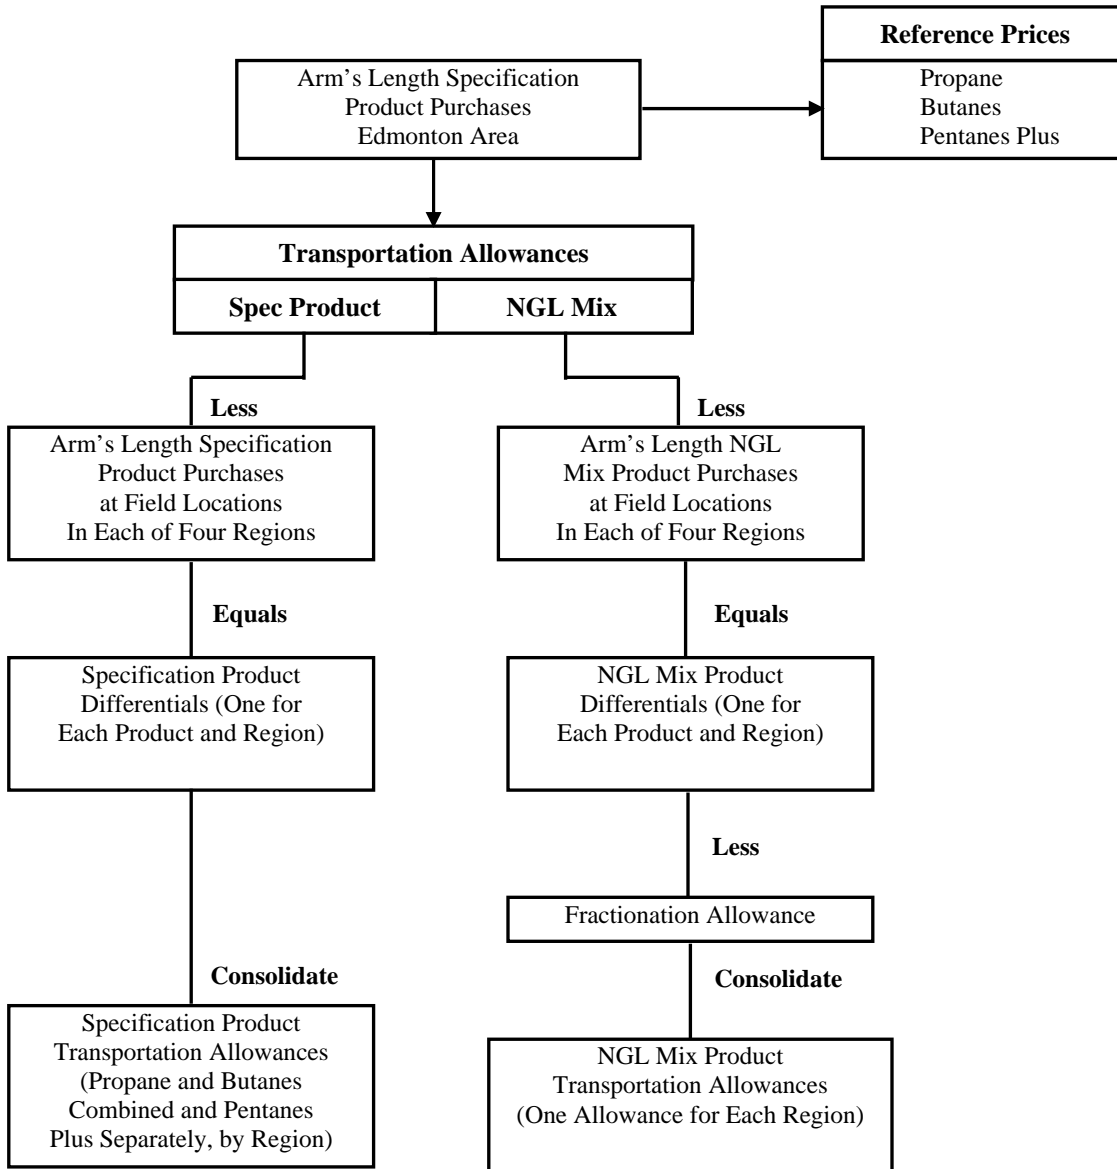 Reference Prices
Propane
Butanes
Pentanes Plus
Arm’s Length Specification
Product Purchases
Edmonton Area
Transportation Allowances
Spec Product
NGL Mix
Less
Arm’s Length Specification
Product Purchases
at Field Locations
In Each of Four Regions
Equals
Specification Product
Differentials (One for
Each Product and Region)
Consolidate
Specification Product
Transportation Allowances
(Propane and Butanes
Combined and Pentanes
Plus Separately, by Region)
Less
Arm’s Length NGL
Mix Product Purchases
at Field Locations
In Each of Four Regions
Equals
NGL Mix Product
Differentials (One for
Each Product and Region)
Less
Fractionation Allowance
Consolidate
NGL Mix Product
Transportation Allowances
(One Allowance for Each Region)